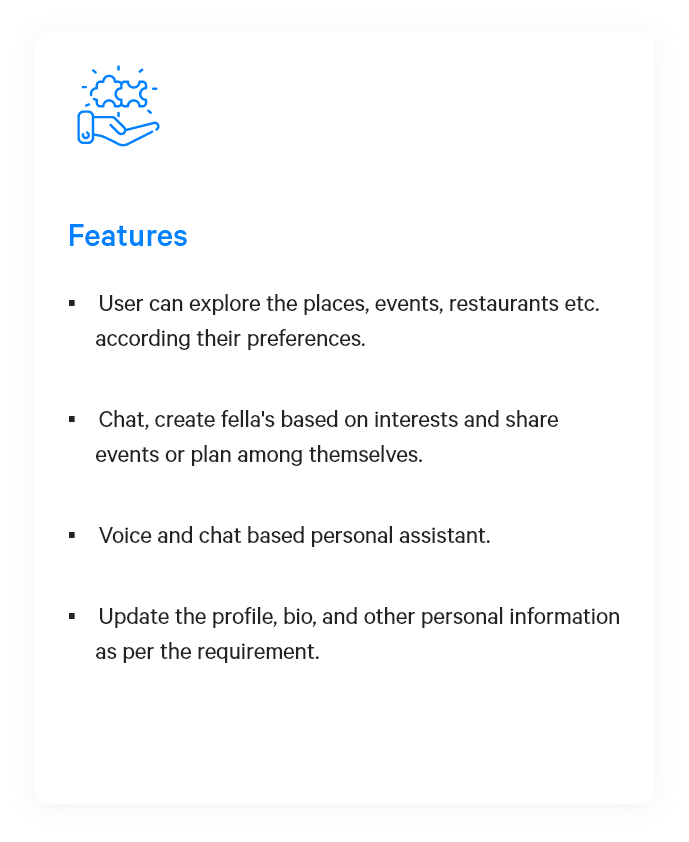 Features
▪ User can explore the places, events, restaurants etc.
according their preferences.
▪ Chat, create fella's based on interests and share
events or plan among themselves.
▪ Voice and chat based personal assistant.
▪ Update the profile, bio, and other personal information
as per the requirement.